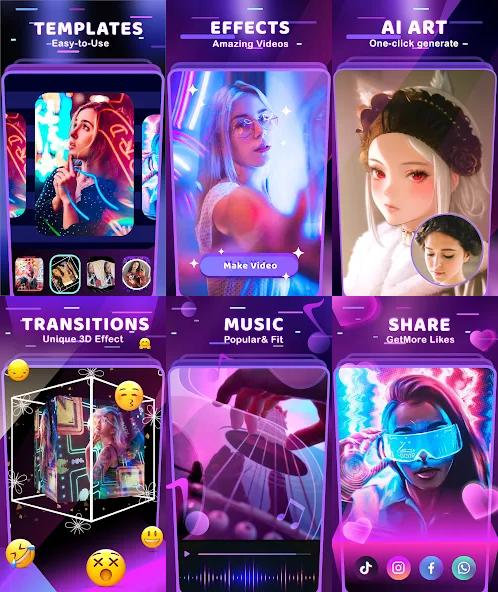 TEMPLATES
Easy-to-Use
EFFECTS
Amazing Videos
Make Video
AI ART
One-click generate
TRANSITIONS
Unique 3D Effect
MUSIC
Popular& Fit
SHARE
GetMore Likes